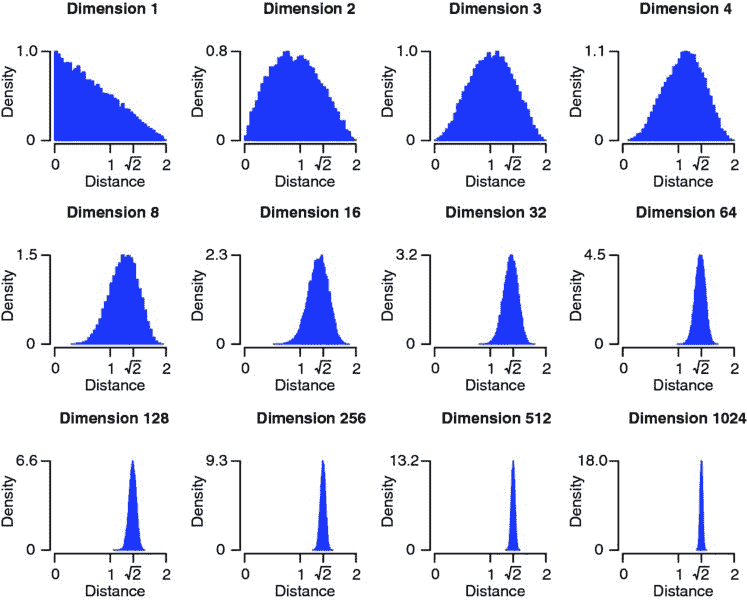 Dimension 1 Dimension 2 Dimension 3 Dimension 4
1.0 0.8 1.0 1.1
Density Density Density Density
0 0 0 0
0 1 √2 2 0 1 √2 2 0 1 √2 2 0 1 √2 2
Distance Distance Distance Distance
Dimension 8 Dimension 16 Dimension 32 Dimension 64
1.5 2.3 3.2 4.5
Density Density Density Density
0 0 0 0
0 1 √2 2 0 1 √2 2 0 1 √2 2 0 1 √2 2
Distance Distance Distance Distance
Dimension 128 Dimension 256 Dimension 512 Dimension 1024
6.6 9.3 13.2 18.0
Density Density Density Density
0 0 0 0
0 1 √2 2 0 1 √2 2 0 1 √2 2 0 1 √2 2
Distance Distance Distance Distance